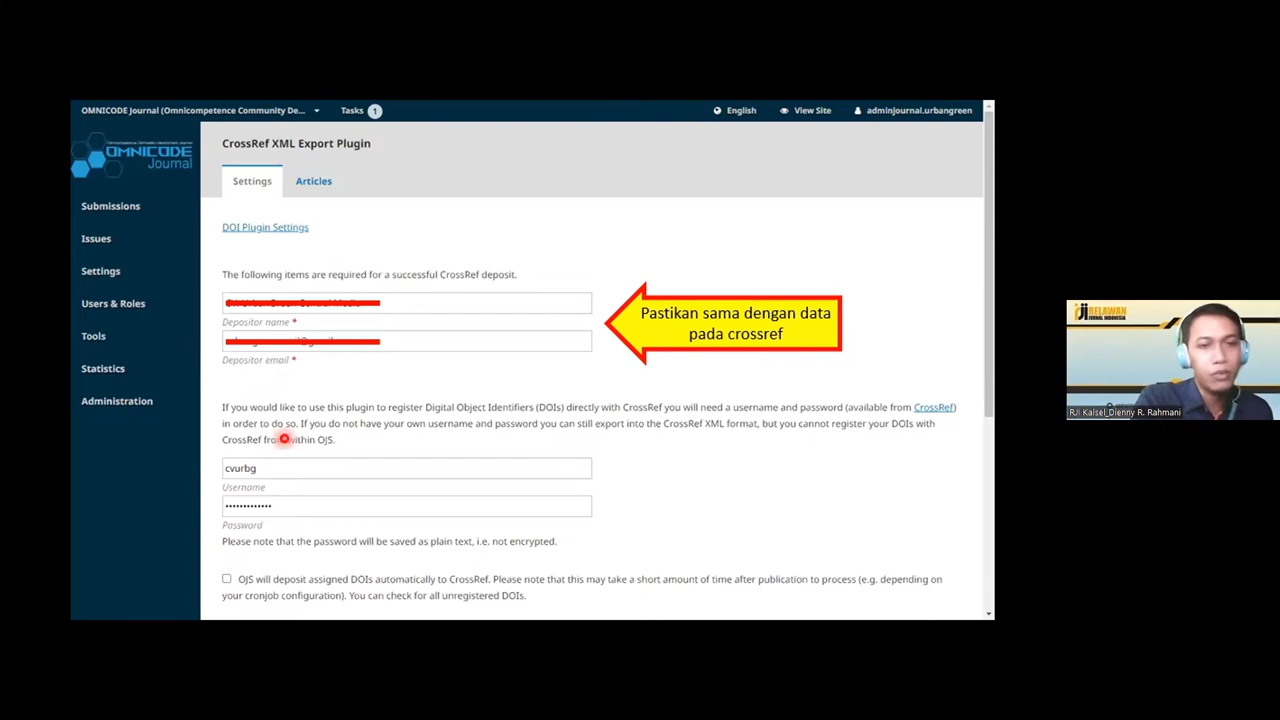 OMNICODE Journal (Omnicompetence Community De...
Tasks 1
English
View Site
adminjournal.urbangreen
OMNICODE
Journal
CrossRef XML Export Plugin
Settings
Articles
Submissions
Issues
Settings
Users & Roles
Tools
Statistics
Administration
DOI Plugin Settings
The following items are required for a successful CrossRef deposit.
Depositor name *
Depositor email *
Pastikan sama dengan data
pada crossref
If you would like to use this plugin to register Digital Object Identifiers (DOIs) directly with CrossRef you will need a username and password (available from CrossRef)
in order to do so. If you do not have your own username and password you can still export into the CrossRef XML format, but you cannot register your DOIs with
CrossRef from within OJS.
cvurbg
Username
Password
Please note that the password will be saved as plain text, i.e. not encrypted.
OJS will deposit assigned DOIs automatically to CrossRef. Please note that this may take a short amount of time after publication to process (e.g. depending on
your cronjob configuration). You can check for all unregistered DOIs.
RELAWAN
JURNAL INDONESIA
RJI Kalsel_Dienny R. Rahmani